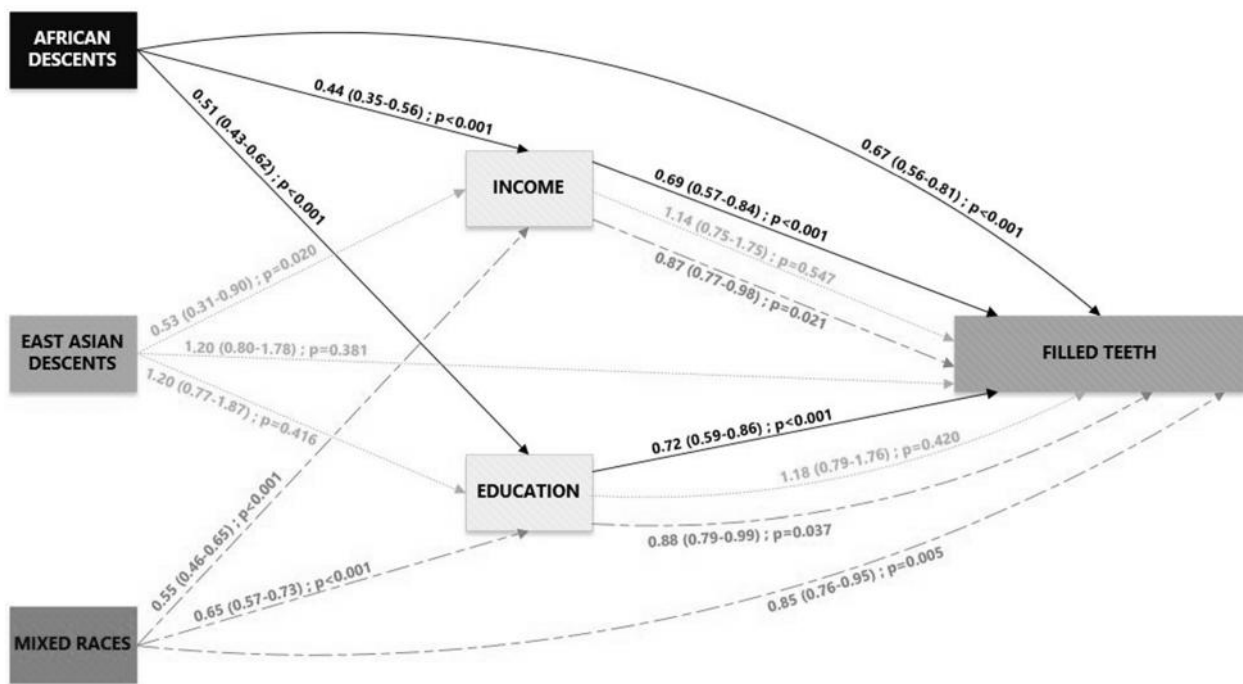 AFRICAN
DESCENTS
0.44 (0.35-0.56) ; p<0.001
0.51 (0.43-0.62) ; p<0.001
0.67 (0,56-0.81) ; p<0.001
INCOME
0.69 (0.57-0.84) ; p<0.001
1.14 (0.75-1.75) ; p=0.547
0.87 (0.77-0.98) ; p=0.021
0.53 (0.31-0.90) ; p=0.020
EAST ASIAN
DESCENTS
1.20 (0.80-1.78) ; p=0.381
1.20 (0.77-1.87) ; p=0.416
FILLED TEETH
0.72 (0.59-0.86) ; p<0.001
EDUCATION
1.18 (0.79-1.76) ; p=0.420
0.88 (0.79-0.99) ; p=0.037
0.55 (0.46-0.65) ; p<0.001
0.65 (0.57-0.73) ; p<0.001
0.85 (0.76-0.95) ; p=0.005
MIXED RACES